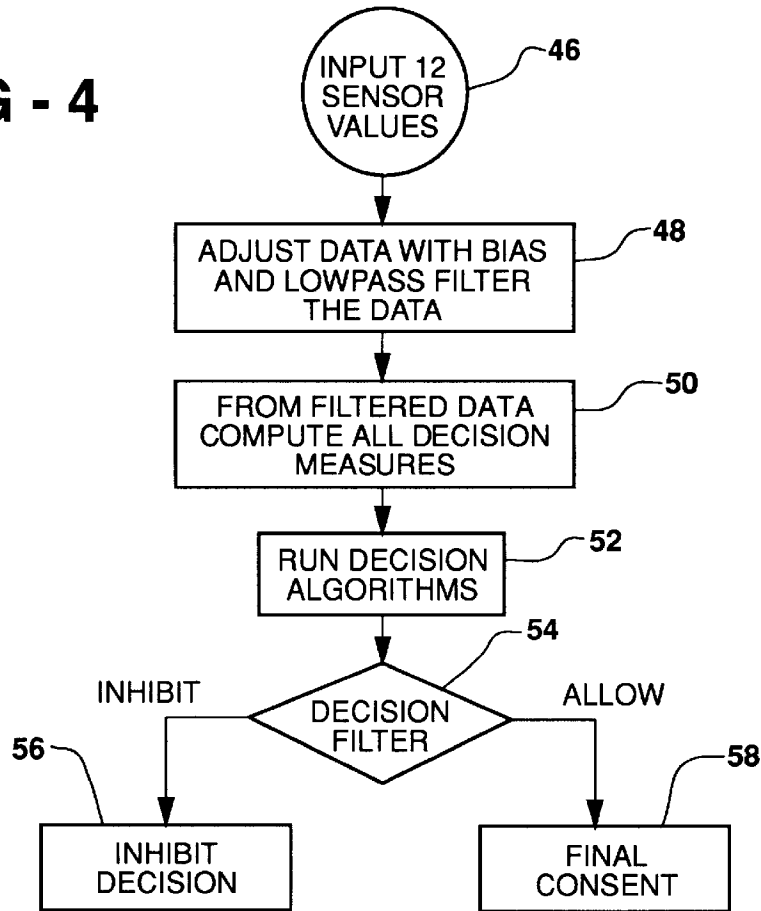 G - 4
INPUT 12
SENSOR
VALUES
46
ADJUST DATA WITH BIAS
AND LOWPASS FILTER
THE DATA
48
FROM FILTERED DATA
COMPUTE ALL DECISION
MEASURES
50
RUN DECISION
ALGORITHMS
52
54
INHIBIT
DECISION
FILTER
ALLOW
56
INHIBIT
DECISION
58
FINAL
CONSENT